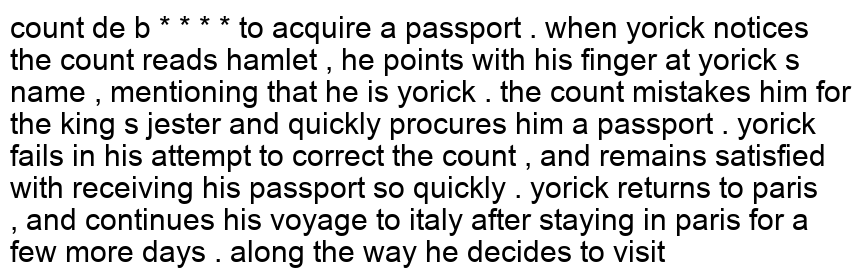 count de b * * * * to acquire a passport . when yorick notices
the count reads hamlet , he points with his finger at yorick s
name , mentioning that he is yorick . the count mistakes him for
the king s jester and quickly procures him a passport . yorick
fails in his attempt to correct the count , and remains satisfied
with receiving his passport so quickly . yorick returns to paris
, and continues his voyage to italy after staying in paris for a
few more days . along the way he decides to visit